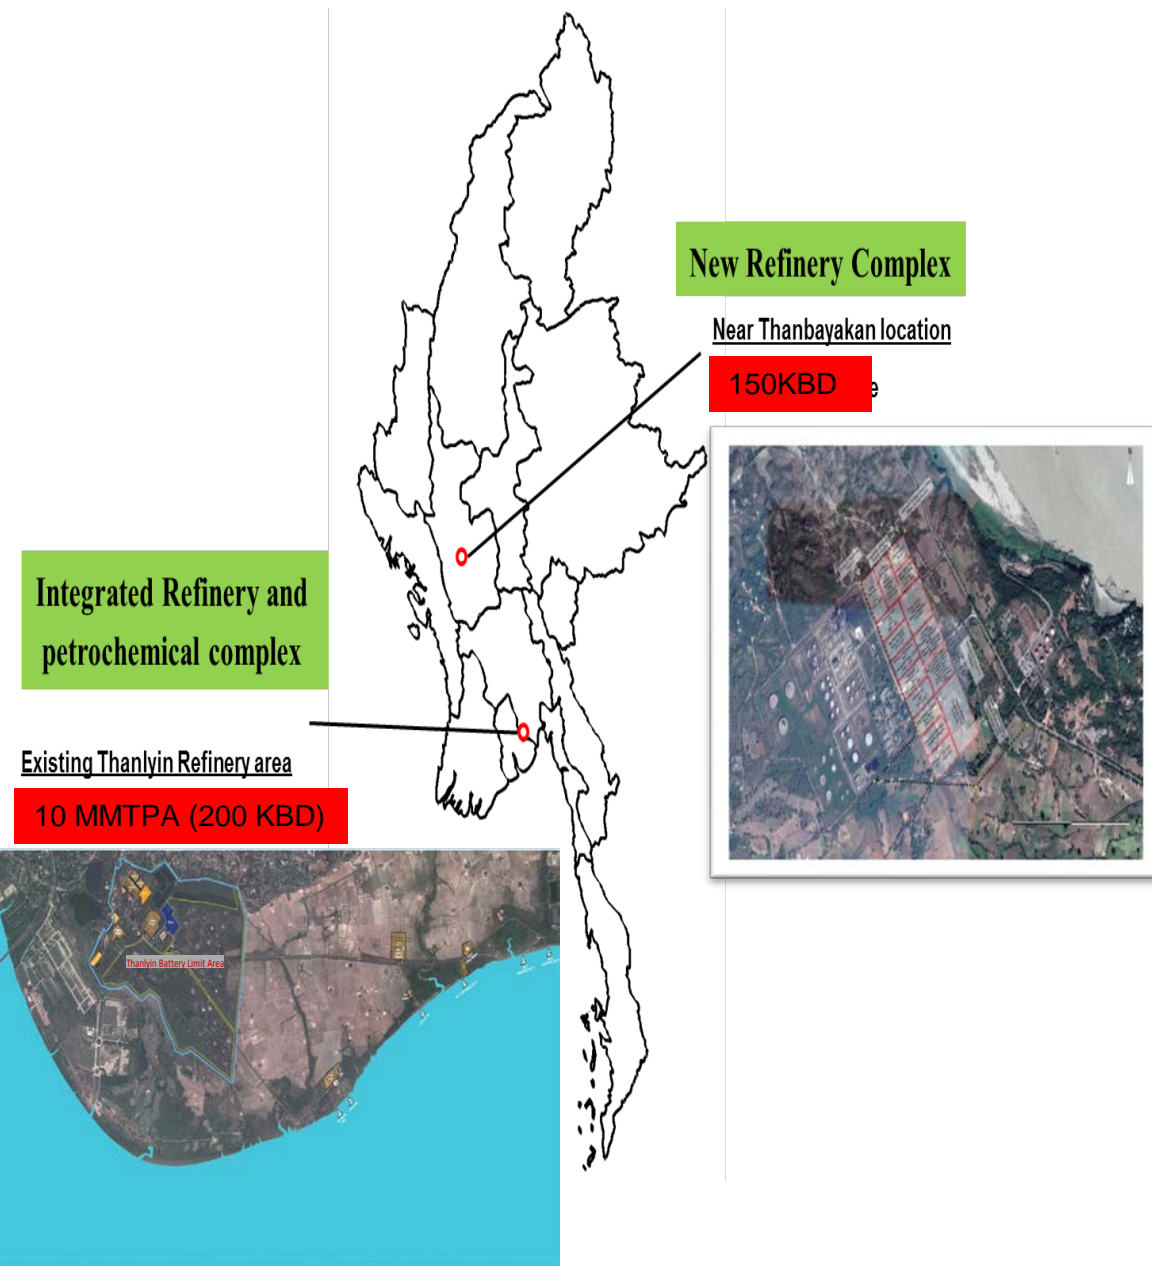 New Refinery Complex
Near Thanbayakan location
150KBD
e
Integrated Refinery and
petrochemical complex
Existing Thanlyin Refinery area
10 MMTPA (200 KBD)
Thanlyin Battery Limit Area